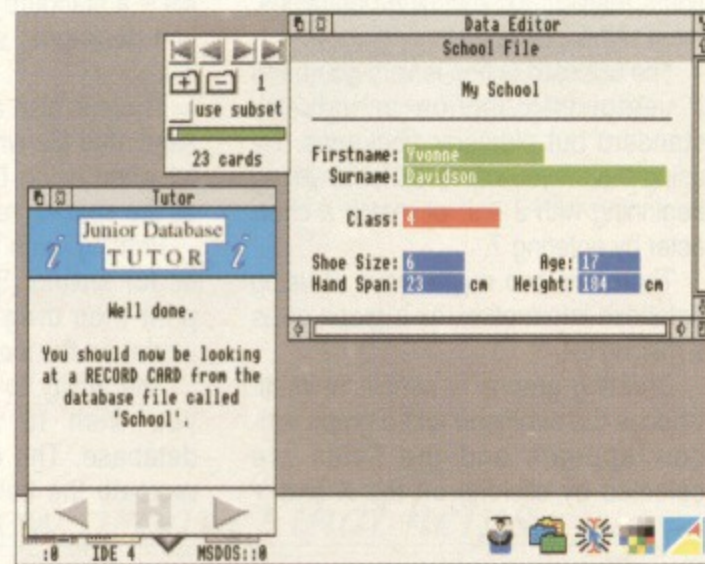 Data Editor
School File
My School
Firstname: Yvonne
Surname: Davidson
Class: 4
Shoe Size: 6 Age: 17
Hand Span: 23 cm Height: 184 cm
1
use subset
23 cards
Tutor
Junior Database
TUTOR
Well done.
You should now be looking
at a RECORD CARD from the
database file called
'School'.
:0 IDE 4 MSDOS::0